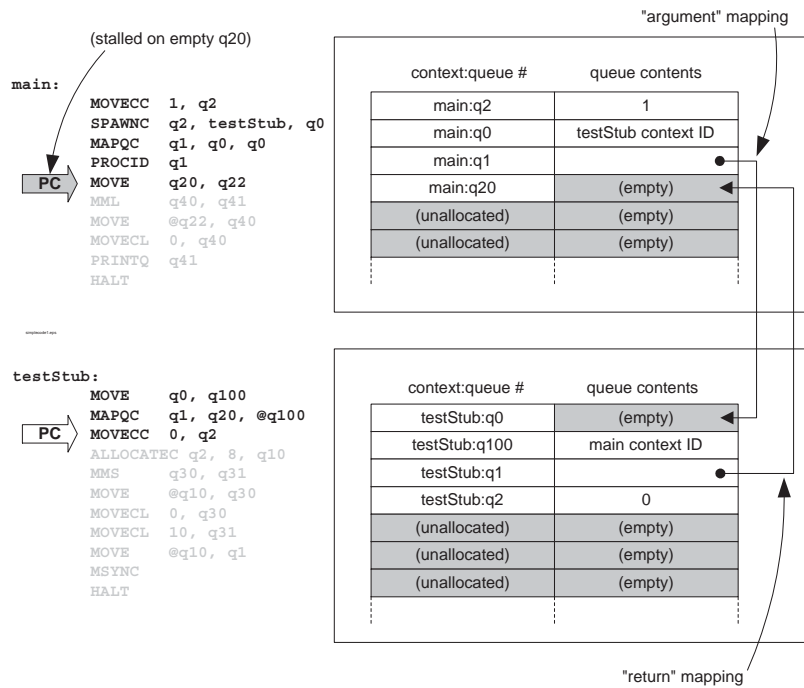 "argument" mapping
(stalled on empty q20)
main:
MOVECC 1, q2
SPAWNC q2, testStub, q0
MAPQC q1, q0, q0
PROCID q1
PC MOVE q20, q22
MML q40, q41
MOVE @q22, q40
MOVECL 0, q40
PRINTQ q41
HALT
context:queue # queue contents
main:q2 1
main:q0 testStub context ID
main:q1
main:q20 (empty)
(unallocated) (empty)
(unallocated) (empty)
testStub:
MOVE q0, q100
MAPQC q1, q20, @q100
PC MOVECC 0, q2
ALLOCATEC q2, 8, q10
MMS q30, q31
MOVE @q10, q30
MOVECL 0, q30
MOVECL 10, q31
MOVE @q10, q1
MSYNC
HALT
context:queue # queue contents
testStub:q0 (empty)
testStub:q100 main context ID
testStub:q1
testStub:q2 0
(unallocated) (empty)
(unallocated) (empty)
(unallocated) (empty)
"return" mapping